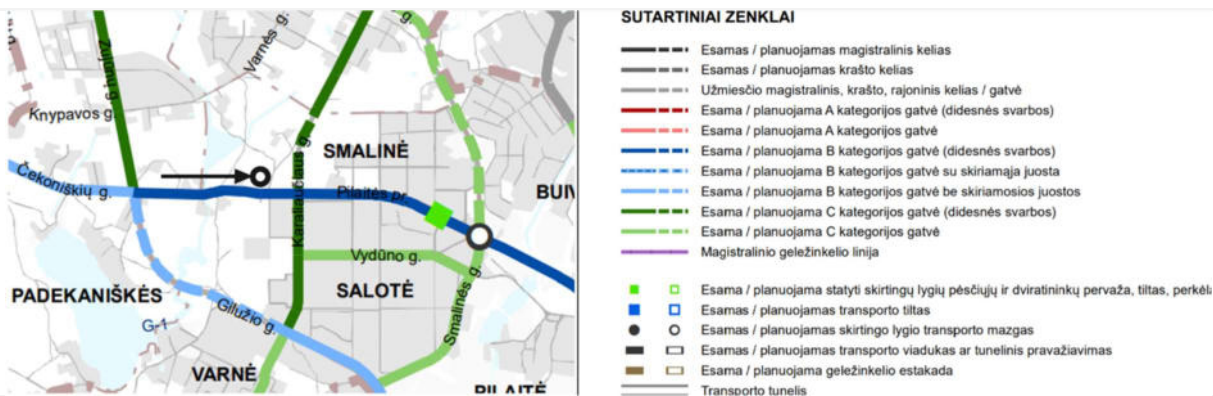 Žujūnų g.
Varnės g.
Knypavos g.
Karaliaučiaus g.
SMALINĖ
Čekoniškių g.
Pilaitės pr.
BUIV
Vydūno g.
PADEKANIŠKĖS
SALOTĖ
Smalinės g.
G-1
Gilužio g.
VARNĖ
PILAITĖ
SUTARTINIAI ZENKLAI
Esamas / planuojamas magistralinis kelias
Esamas / planuojamas krašto kelias
Užmiesčio magistralinis, krašto, rajoninis kelias / gatvė
Esama / planuojama A kategorijos gatvė (didesnės svarbos)
Esama / planuojama A kategorijos gatvė
Esama / planuojama B kategorijos gatvė (didesnės svarbos)
Esama / planuojama B kategorijos gatvė su skiriamąja juosta
Esama / planuojama B kategorijos gatvė be skiriamosios juostos
Esama / planuojama C kategorijos gatvė (didesnės svarbos)
Esama / planuojama C kategorijos gatvė
Magistralinio geležinkelio linija
Esama / planuojama statyti skirtingų lygių pėsčiųjų ir dviratininkų pervaža, tiltas, perkėla
Esamas / planuojamas transporto tiltas
Esamas / planuojamas skirtingo lygio transporto mazgas
Esamas / planuojamas transporto viadukas ar tunelinis pravažiavimas
Esama / planuojama geležinkelio estakada
Transporto tunelis